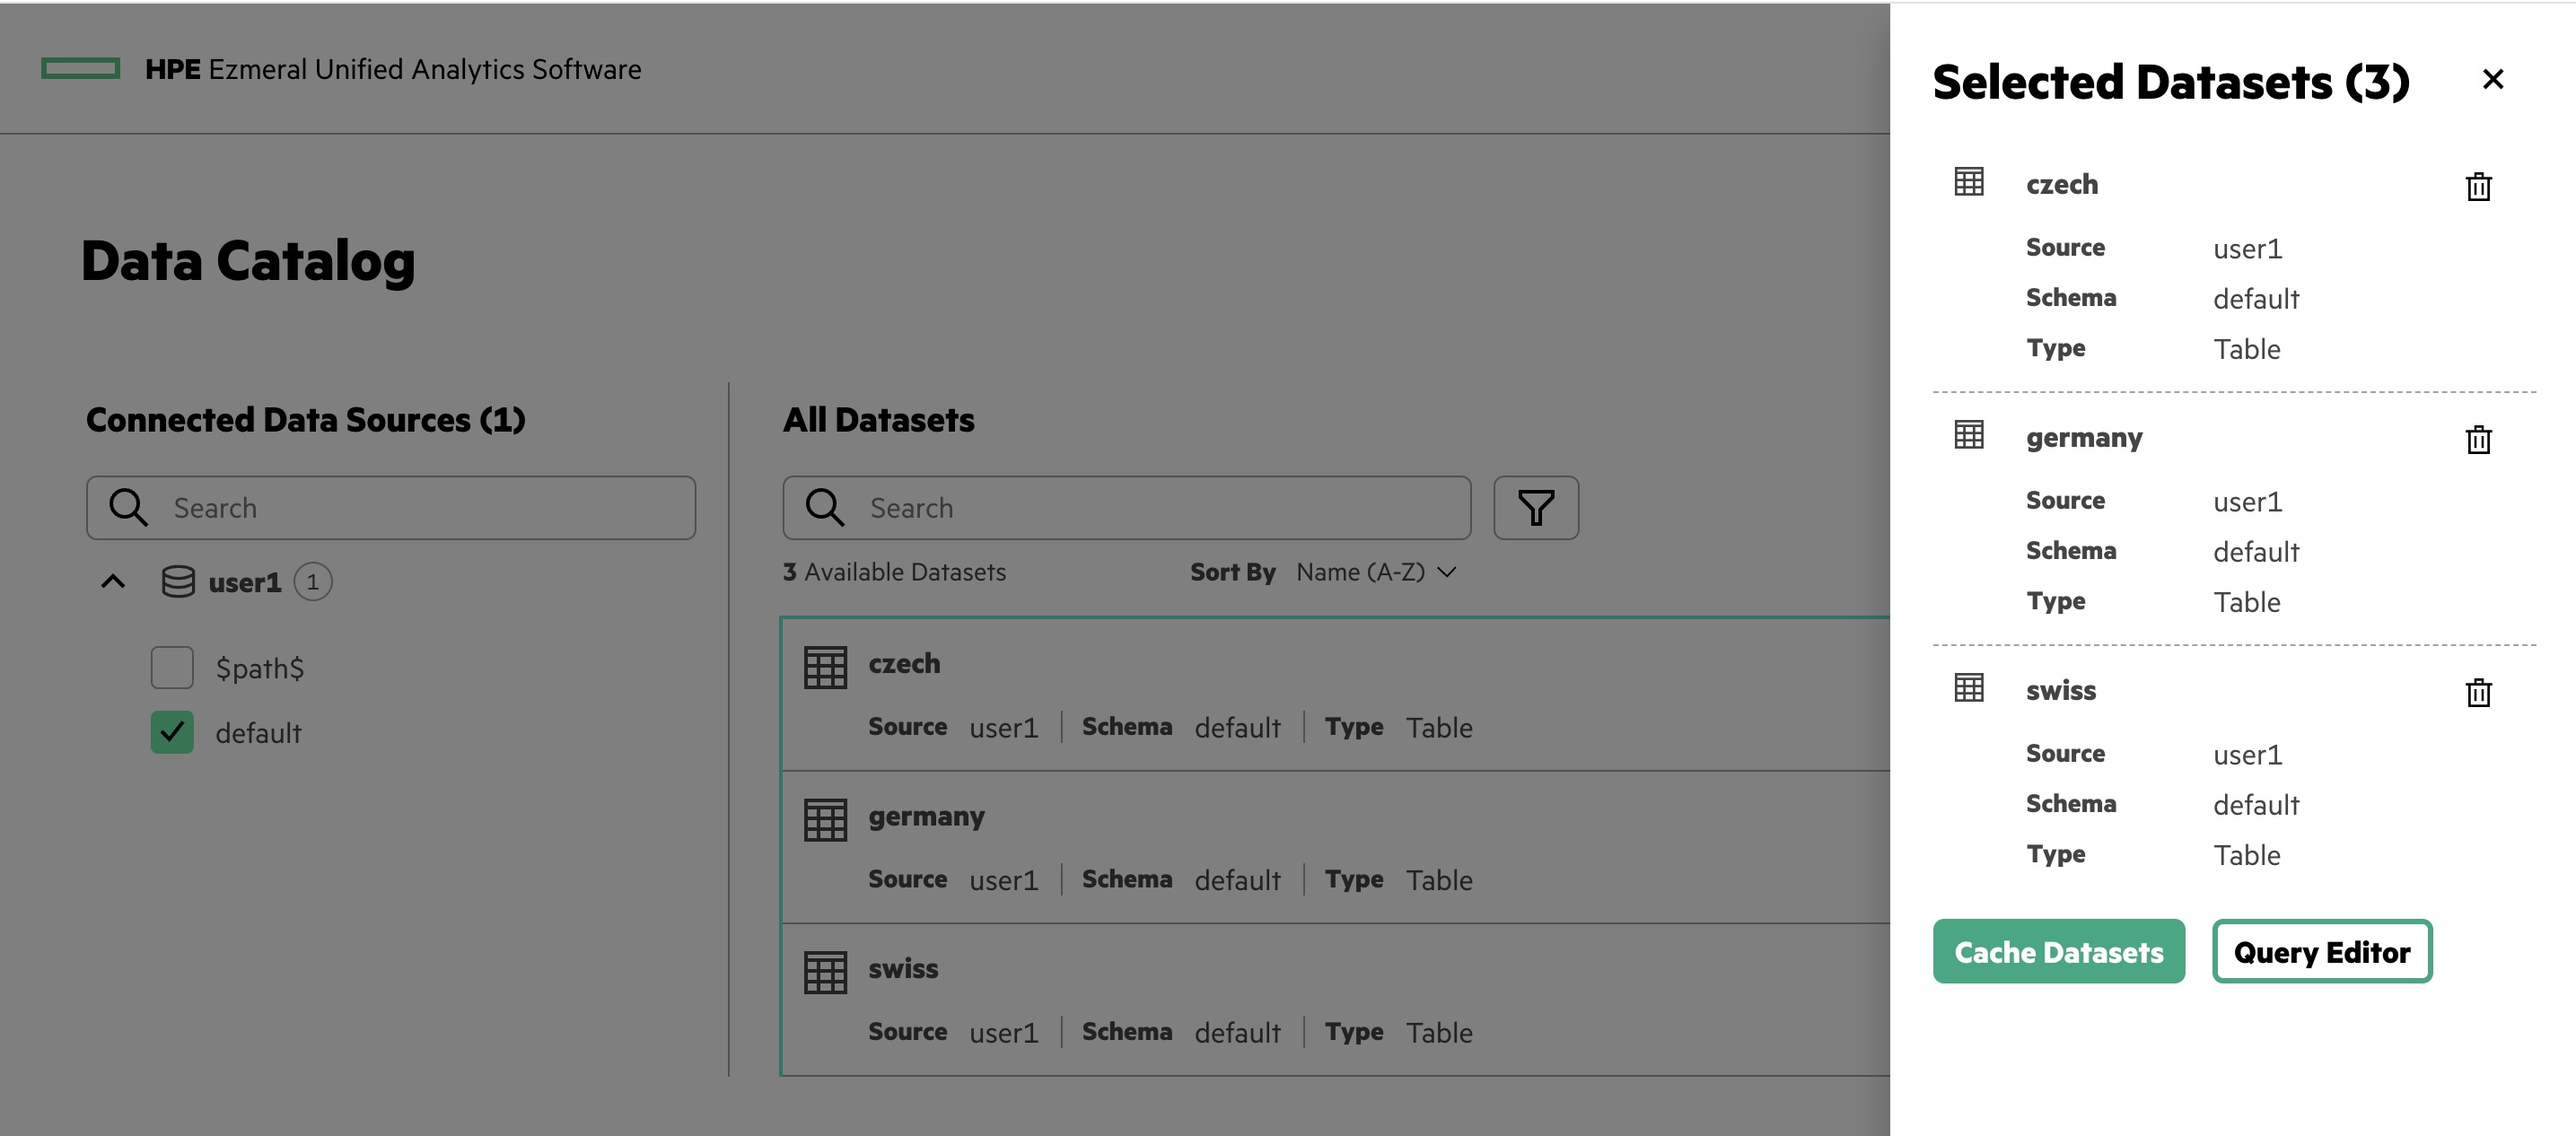 HPE Ezmeral Unified Analytics Software
Data Catalog
Connected Data Sources (1)
Search
user1 1
$path$
default
All Datasets
Search
3 Available Datasets Sort By Name (A-Z)
czech
Source user1 Schema default Type Table
germany
Source user1 Schema default Type Table
swiss
Source user1 Schema default Type Table
Selected Datasets (3)
czech
Source user1
Schema default
Type Table
germany
Source user1
Schema default
Type Table
swiss
Source user1
Schema default
Type Table
Cache Datasets Query Editor